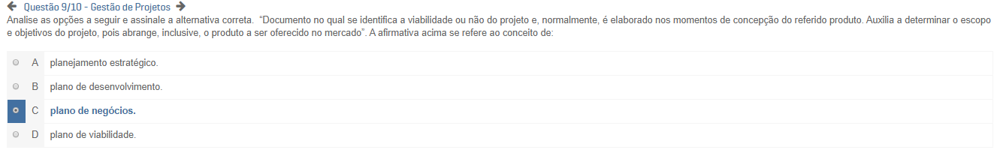 Questão 9/10 - Gestão de Projetos
Analise as opções a seguir e assinale a alternativa correta. “Documento no qual se identifica a viabilidade ou não do projeto e, normalmente, é elaborado nos momentos de concepção do referido produto. Auxilia a determinar o escopo
e objetivos do projeto, pois abrange, inclusive, o produto a ser oferecido no mercado”. A afirmativa acima se refere ao conceito de:
A planejamento estratégico.
B plano de desenvolvimento.
C plano de negócios.
D plano de viabilidade.